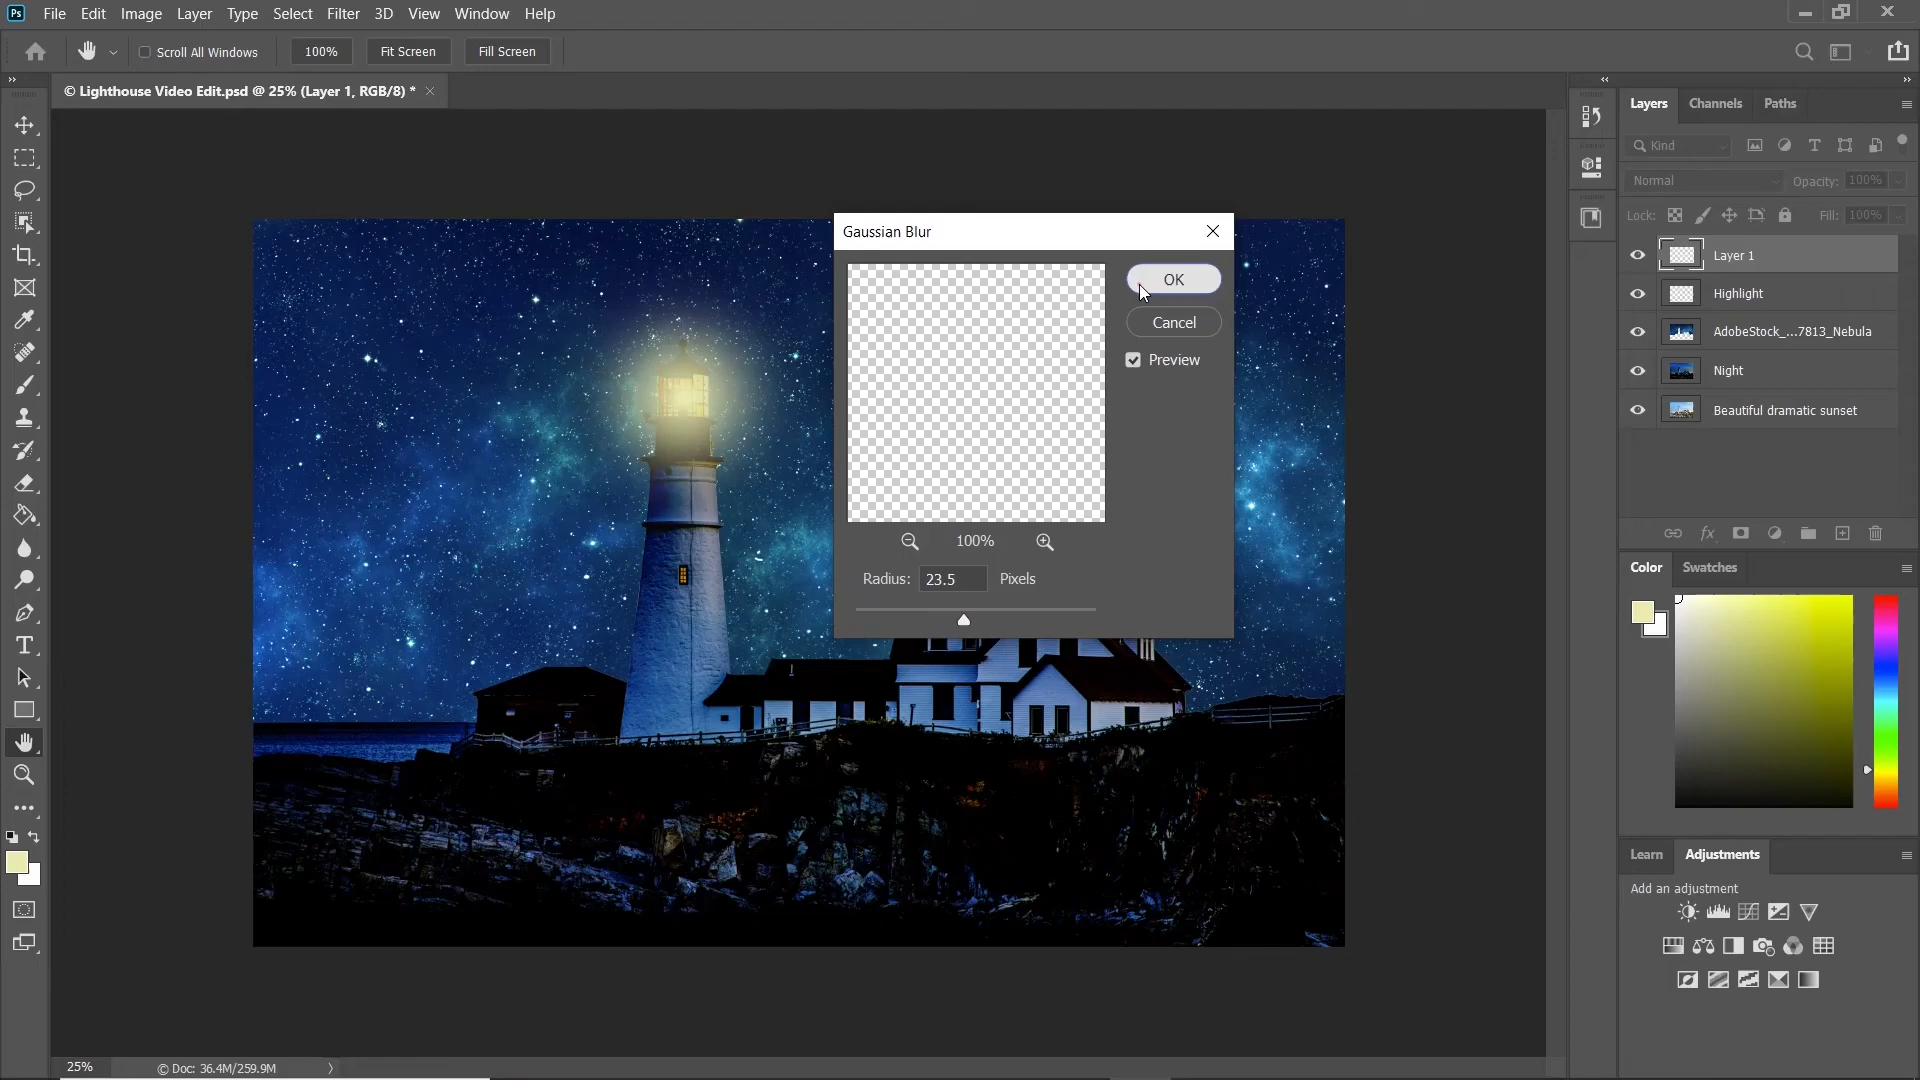 Ps File Edit Image Layer Type Select Filter 3D View Window Help
Scroll All Windows 100% Fit Screen Fill Screen
© Lighthouse Video Edit.psd @ 25% (Layer 1, RGB/8) *
Gaussian Blur
OK
Cancel
Preview
100%
Radius: 23.5 Pixels
Layers Channels Paths
Kind
Normal Opacity: 100%
Lock: Fill: 100%
Layer 1
Highlight
AdobeStock_...7813_Nebula
Night
Beautiful dramatic sunset
fx
Color Swatches
Learn Adjustments
Add an adjustment
25% © Doc: 36.4M/259.9M